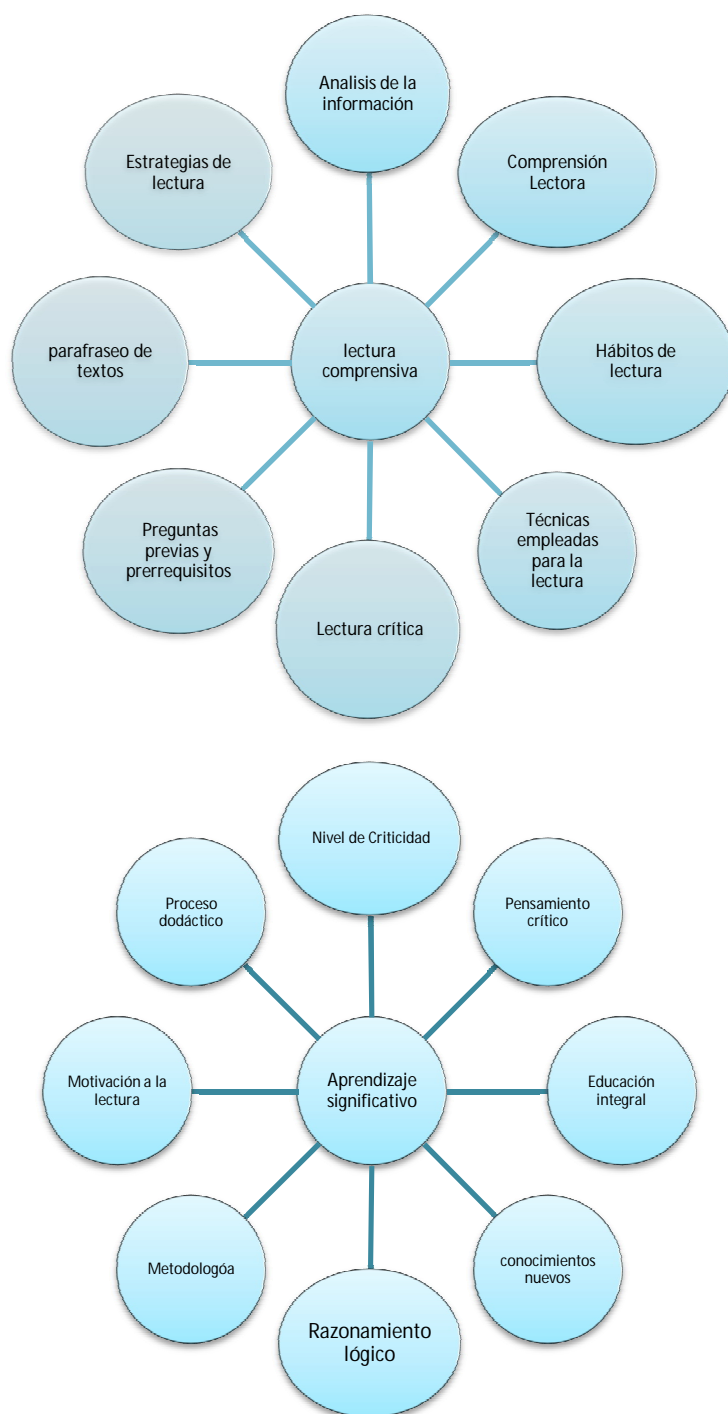 Analisis de la
información
Comprensión
Lectora
Hábitos de
lectura
Técnicas
empleadas
para la
lectura
Lectura crítica
Preguntas
previas y
prerrequisitos
parafraseo de
textos
Estrategias de
lectura
lectura
comprensiva
Nivel de Criticidad
Pensamiento
crítico
Educación
integral
conocimientos
nuevos
Razonamiento
lógico
Metodologóa
Motivación a la
lectura
Proceso
dodáctico
Aprendizaje
significativo